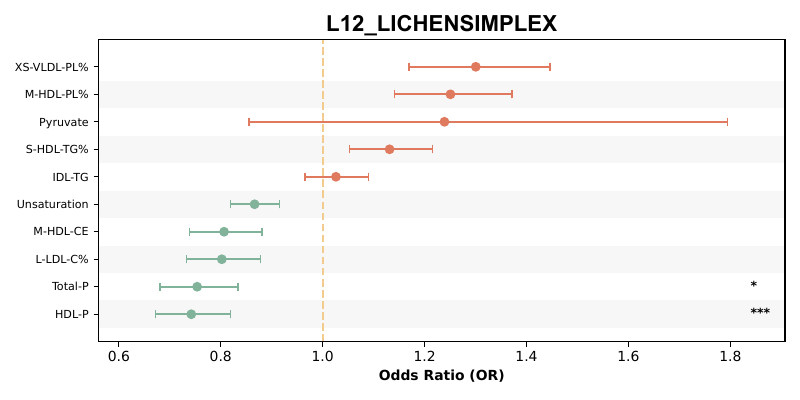 L12_LICHENSIMPLEX
XS-VLDL-PL%
M-HDL-PL%
Pyruvate
S-HDL-TG%
IDL-TG
Unsaturation
M-HDL-CE
L-LDL-C%
Total-P *
HDL-P ***
0.6 0.8 1.0 1.2 1.4 1.6 1.8
Odds Ratio (OR)